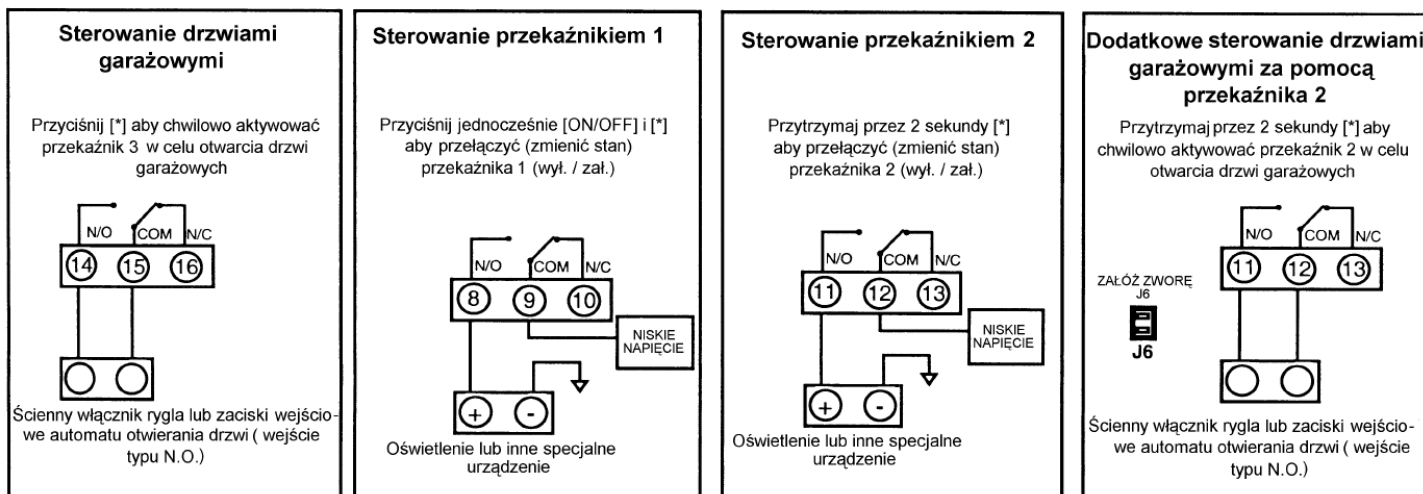 Sterowanie drzwiami
garażowymi
Przyciśnij [*] aby chwilowo aktywować
przekaźnik 3 w celu otwarcia drzwi
garażowych
N/O COM N/C
14 15 16
Ścienny włącznik rygla lub zaciski wejścio-
we automatu otwierania drzwi ( wejście
typu N.O.)
Sterowanie przekaźnikiem 1
Przyciśnij jednocześnie [ON/OFF] i [*]
aby przełączyć (zmienić stan)
przekaźnika 1 (wył. / zał.)
N/O COM N/C
8 9 10
NISKIE
NAPIĘCIE
+ -
Oświetlenie lub inne specjalne
urządzenie
Sterowanie przekaźnikiem 2
Przytrzymaj przez 2 sekundy [*]
aby przełączyć (zmienić stan)
przekaźnika 2 (wył. / zał.)
N/O COM N/C
11 12 13
NISKIE
NAPIĘCIE
+ -
Oświetlenie lub inne specjalne
urządzenie
Dodatkowe sterowanie drzwiami
garażowymi za pomocą
przekaźnika 2
Przytrzymaj przez 2 sekundy [*] aby
chwilowo aktywować przekaźnik 2 w celu
otwarcia drzwi garażowych
N/O COM N/C
11 12 13
ZAŁÓŻ ZWORĘ
J6
J6
Ścienny włącznik rygla lub zaciski wejścio-
we automatu otwierania drzwi ( wejście
typu N.O.)